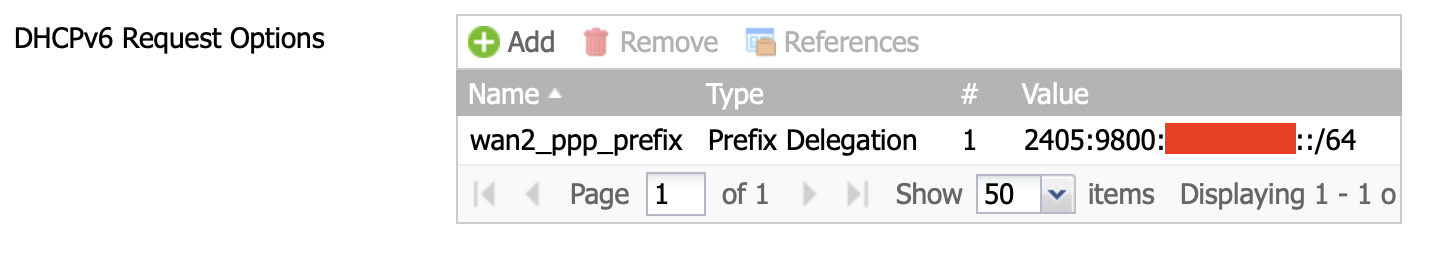 DHCPv6 Request Options
Add Remove References
Name Type # Value
wan2_ppp_prefix Prefix Delegation 1 2405:9800: ::/64
Page 1 of 1 Show 50 items Displaying 1 - 1 o